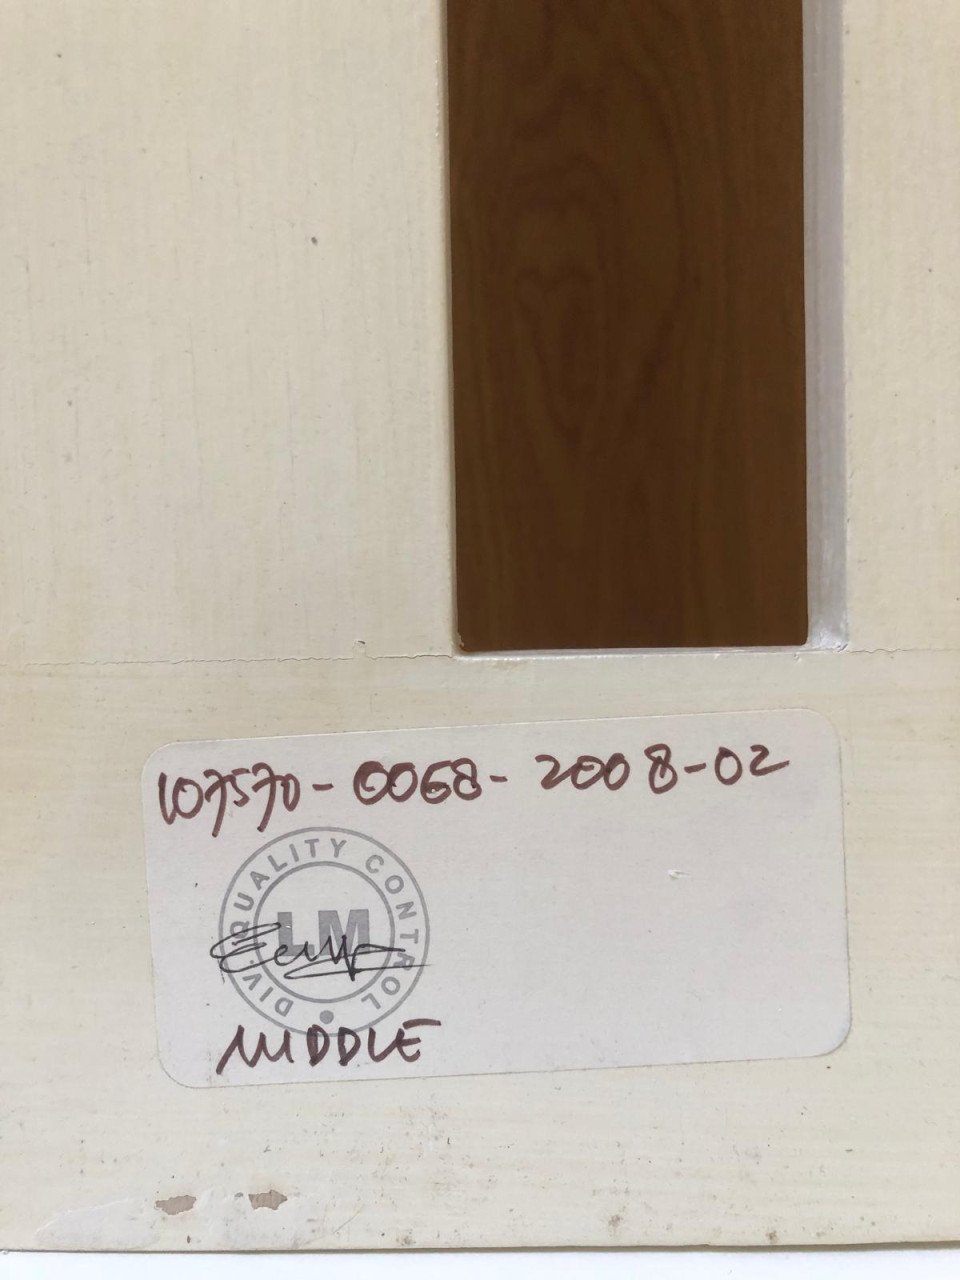 107570-0068-2008-02
DIV. QUALITY CONTROL
LM
MIDDLE